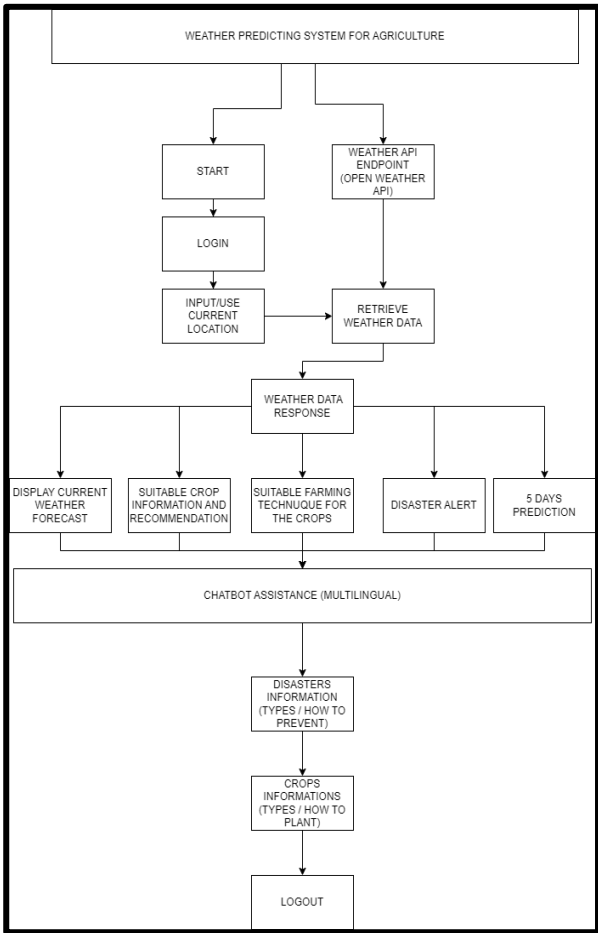 WEATHER PREDICTING SYSTEM FOR AGRICULTURE
START
WEATHER API
ENDPOINT
(OPEN WEATHER
API)
LOGIN
INPUT/USE
CURRENT
LOCATION
RETRIEVE
WEATHER DATA
WEATHER DATA
RESPONSE
DISPLAY CURRENT
WEATHER
FORECAST
SUITABLE CROP
INFORMATION AND
RECOMMENDATION
SUITABLE FARMING
TECHNUQUE FOR
THE CROPS
DISASTER ALERT
5 DAYS
PREDICTION
CHATBOT ASSISTANCE (MULTILINGUAL)
DISASTERS
INFORMATION
(TYPES / HOW TO
PREVENT)
CROPS
INFORMATIONS
(TYPES / HOW TO
PLANT)
LOGOUT